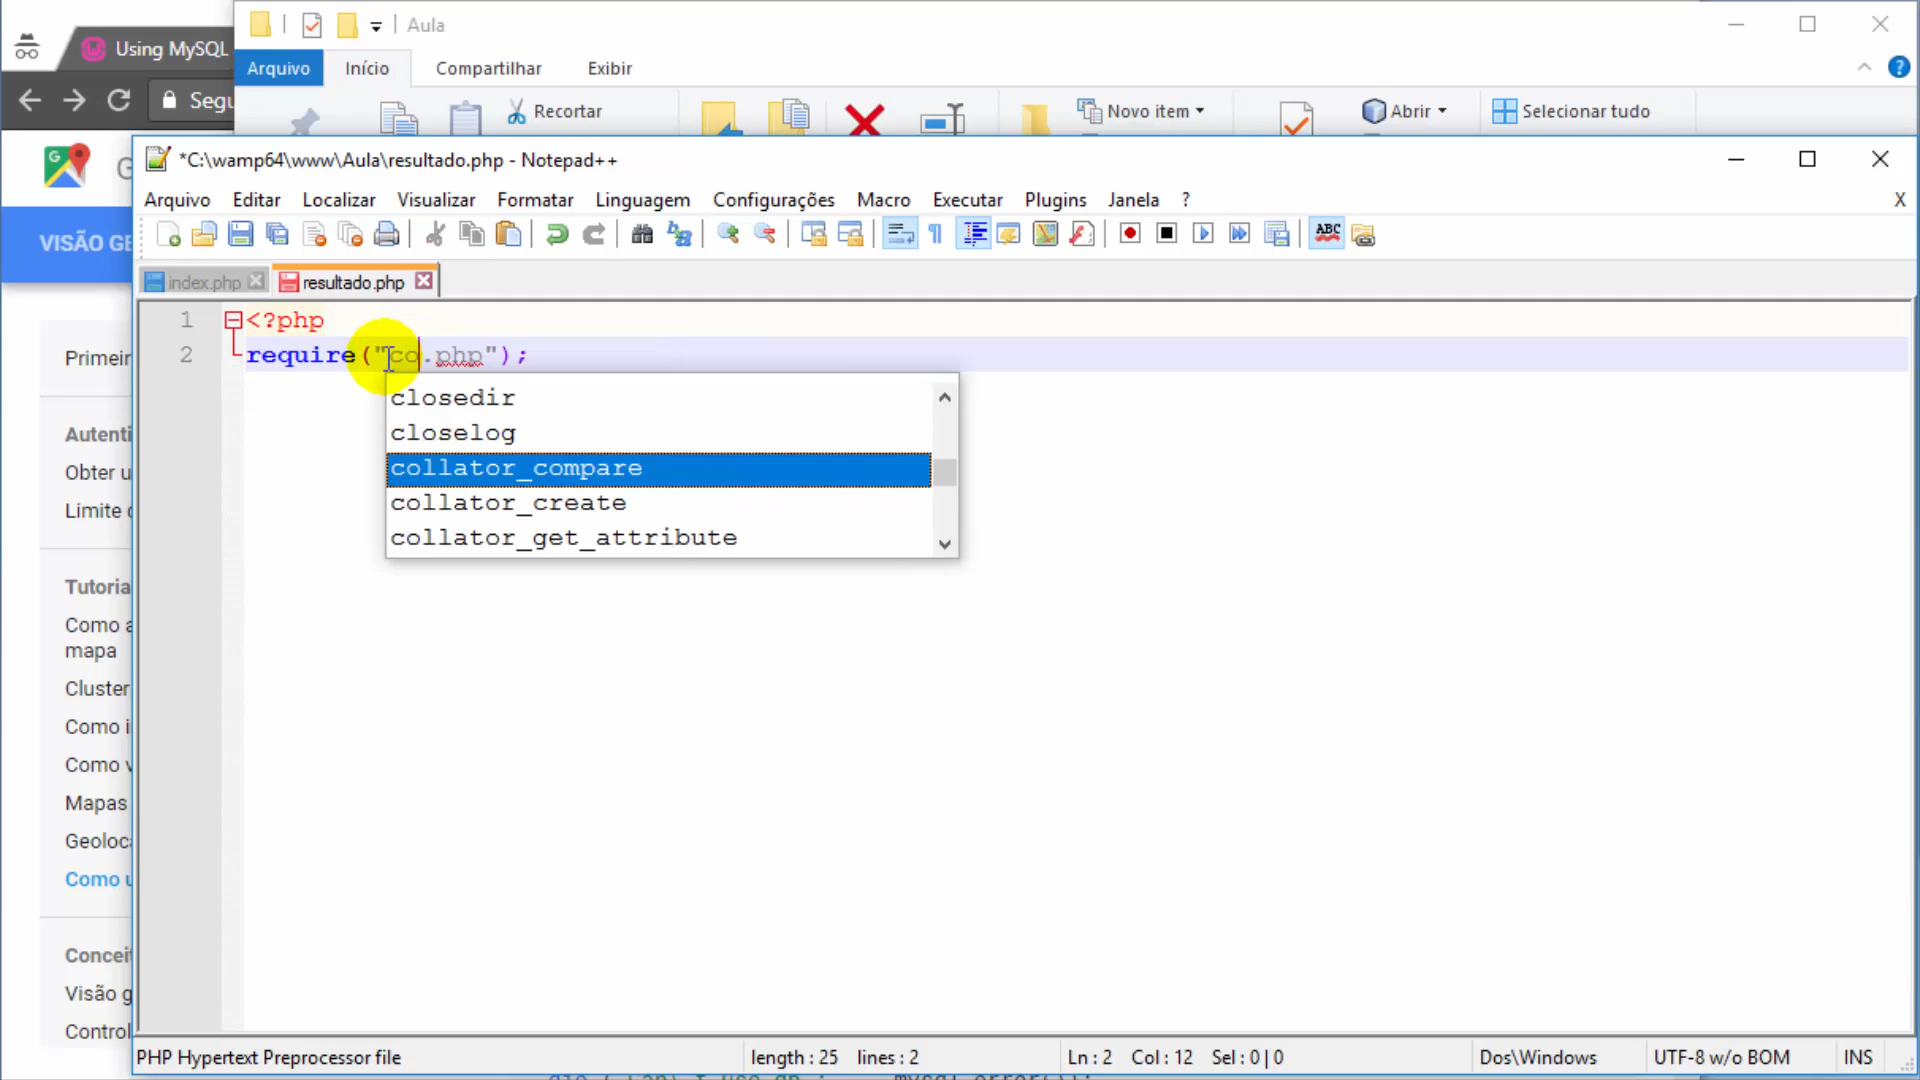 Aula
Using MySQL
Arquivo Início Compartilhar Exibir
Segu
Recortar Novo item Abrir Selecionar tudo
*C:\wamp64\www\Aula\resultado.php - Notepad++
G
Arquivo Editar Localizar Visualizar Formatar Linguagem Configurações Macro Executar Plugins Janela ? X
VISÃO GE
index.php resultado.php
1 <?php
2 require("co.php");
closedir
closelog
collator_compare
collator_create
collator_get_attribute
Primeir
Autenti
Obter u
Limite
Tutoria
Como a
mapa
Cluster
Como i
Como v
Mapas
Geoloc
Como u
Concei
Visão g
Control
PHP Hypertext Preprocessor file length : 25 lines : 2 Ln : 2 Col : 12 Sel : 0 | 0 Dos\Windows UTF-8 w/o BOM INS